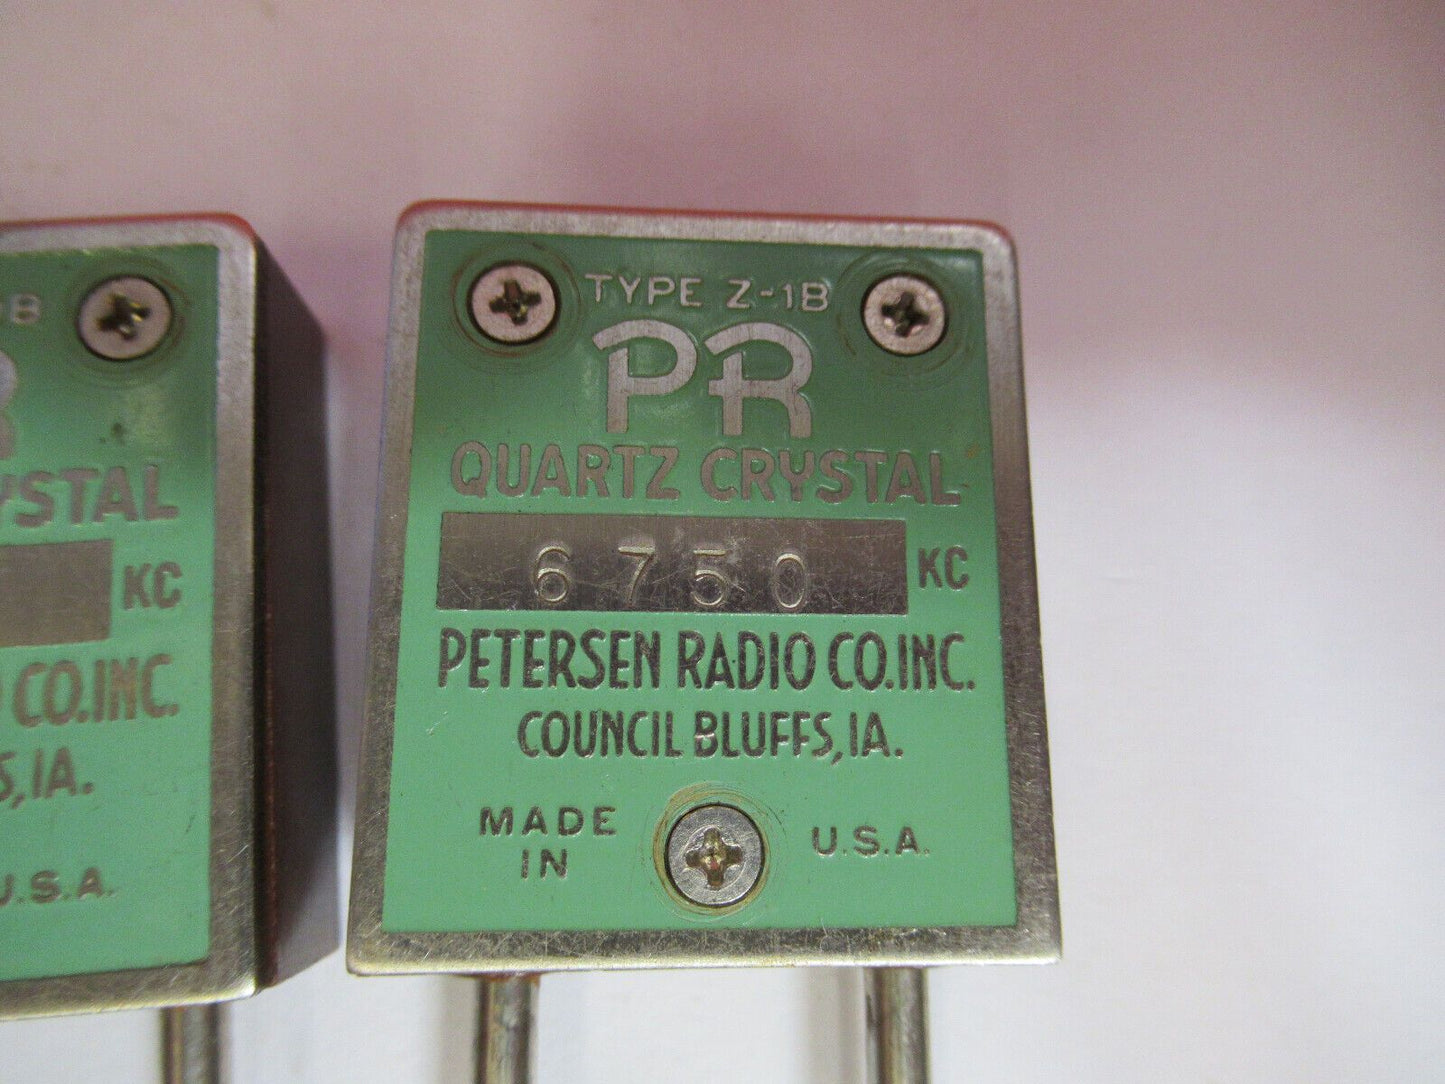 TYPE Z-1B
PR
QUARTZ CRYSTAL
6750 KC
PETERSEN RADIO CO. INC.
COUNCIL BLUFFS, IA.
MADE IN
U.S.A.
KC
CO. INC.
IA.
U.S.A.